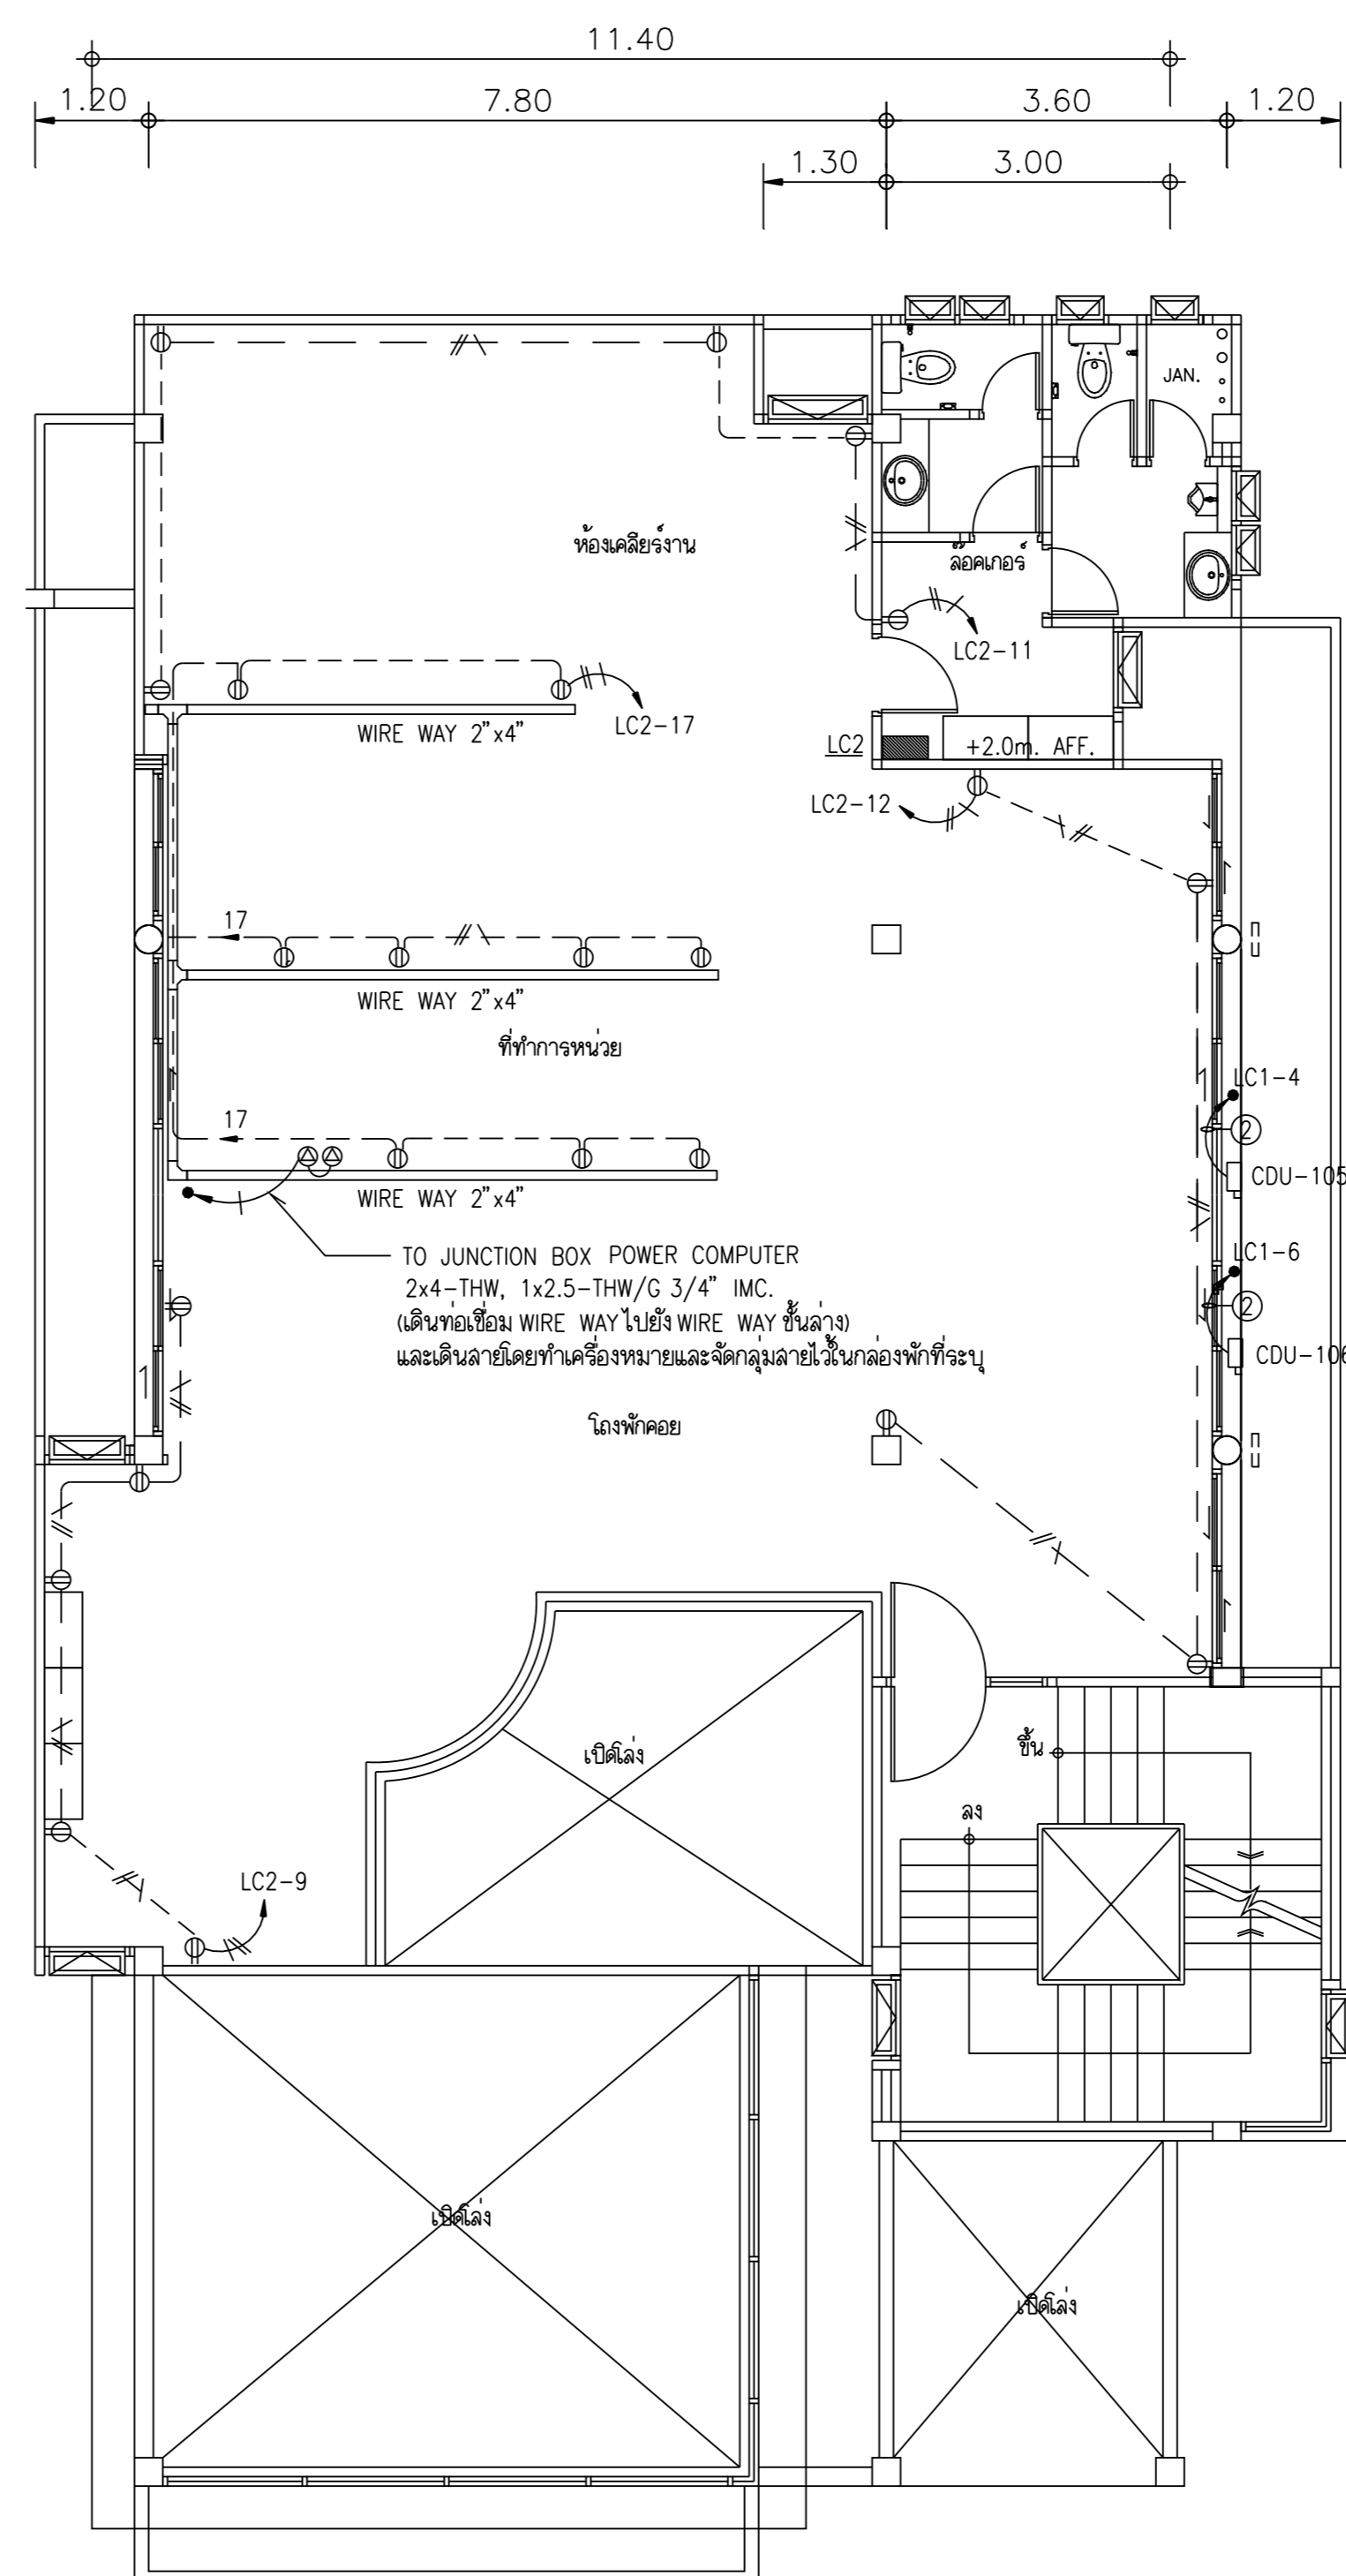 11.40
1.20
7.80
3.60
1.20
1.30
3.00
JAN.
ห้องเคลียร์งาน
ล๊อคเกอร์
LC2-11
LC2-17
WIRE WAY 2"x4"
LC2
+2.0m. AFF.
LC2-12
17
WIRE WAY 2"x4"
ที่ทำการหน่วย
LC1-4
17
2
CDU-105
WIRE WAY 2"x4"
TO JUNCTION BOX POWER COMPUTER
2x4-THW, 1x2.5-THW/G 3/4" IMC.
(เดินท่อเชื่อม WIRE WAY ไปยัง WIRE WAY ชั้นล่าง)
และเดินสายโดยทำเครื่องหมายและจัดกลุ่มสายไว้ในกล่องพักที่ระบุ
LC1-6
2
CDU-106
โถงพักคอย
เปิดโล่ง
ขึ้น
ลง
LC2-9
เปิดโล่ง
เปิดโล่ง